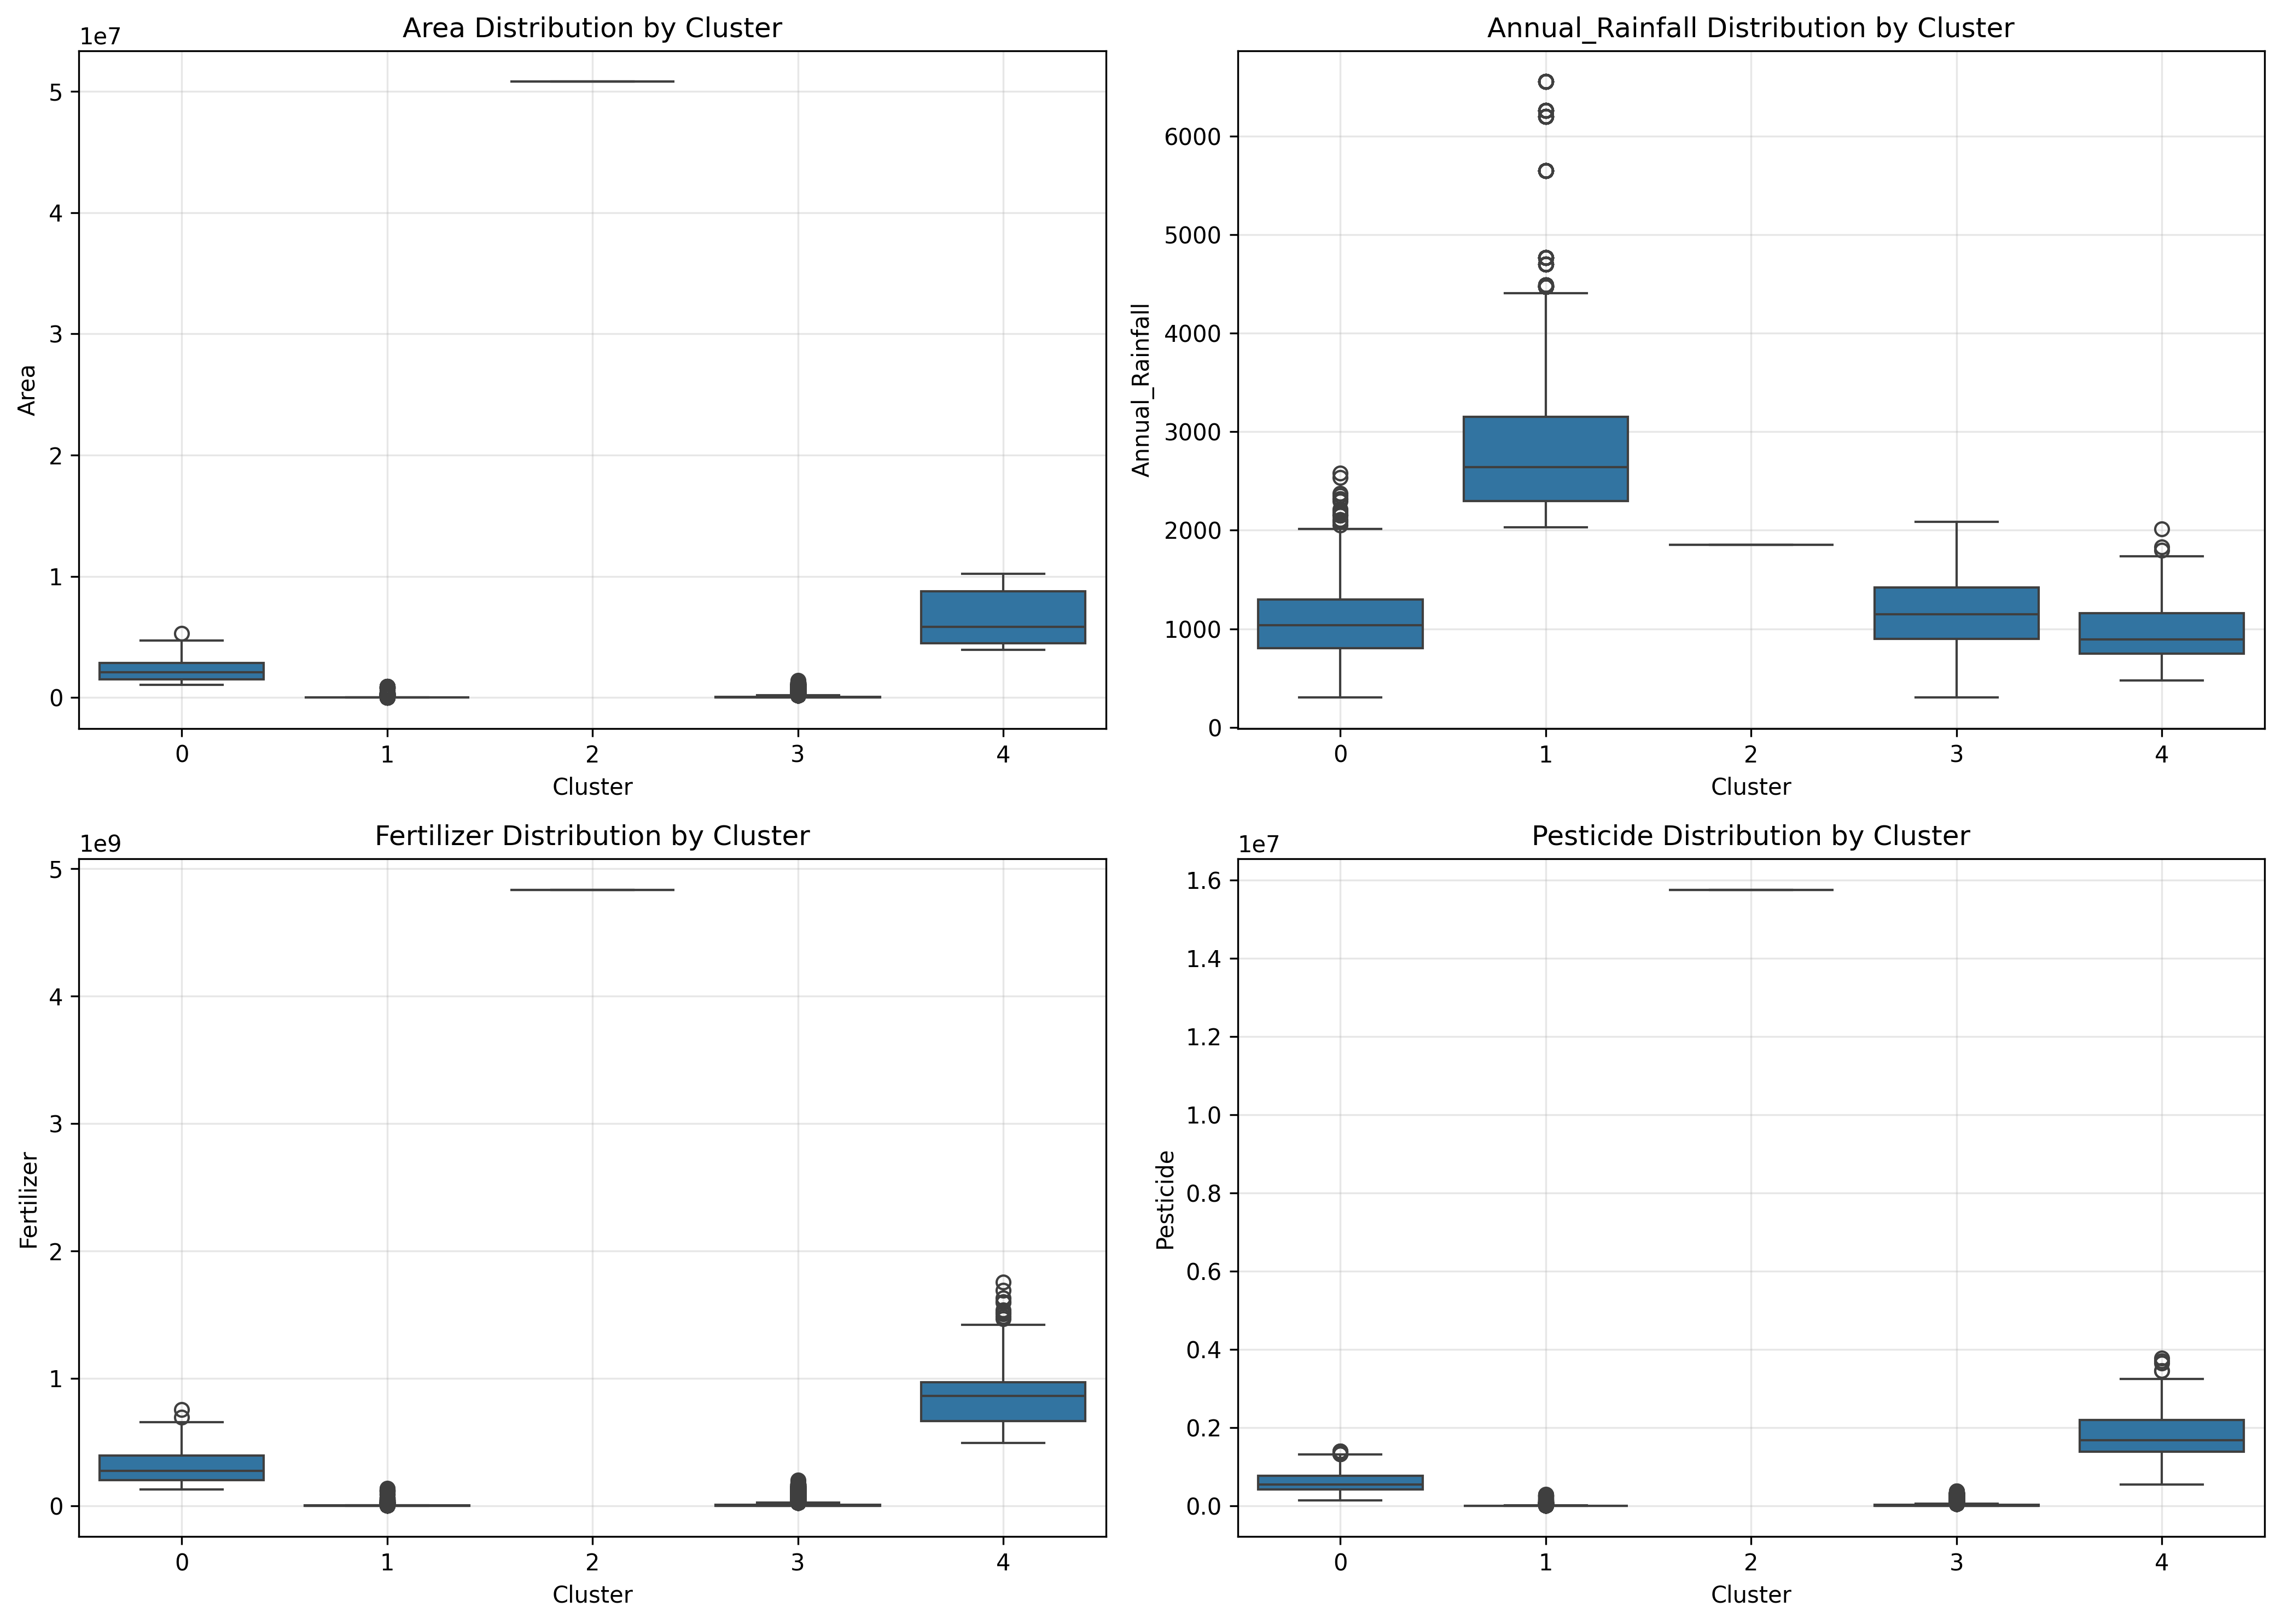 Area Distribution by Cluster
1e7
5
4
3
2
1
0
Area
0 1 2 3 4
Cluster
Annual_Rainfall Distribution by Cluster
6000
5000
4000
3000
2000
1000
0
Annual_Rainfall
0 1 2 3 4
Cluster
Fertilizer Distribution by Cluster
1e9
5
4
3
2
1
0
Fertilizer
0 1 2 3 4
Cluster
Pesticide Distribution by Cluster
1e7
1.6
1.4
1.2
1.0
0.8
0.6
0.4
0.2
0.0
Pesticide
0 1 2 3 4
Cluster